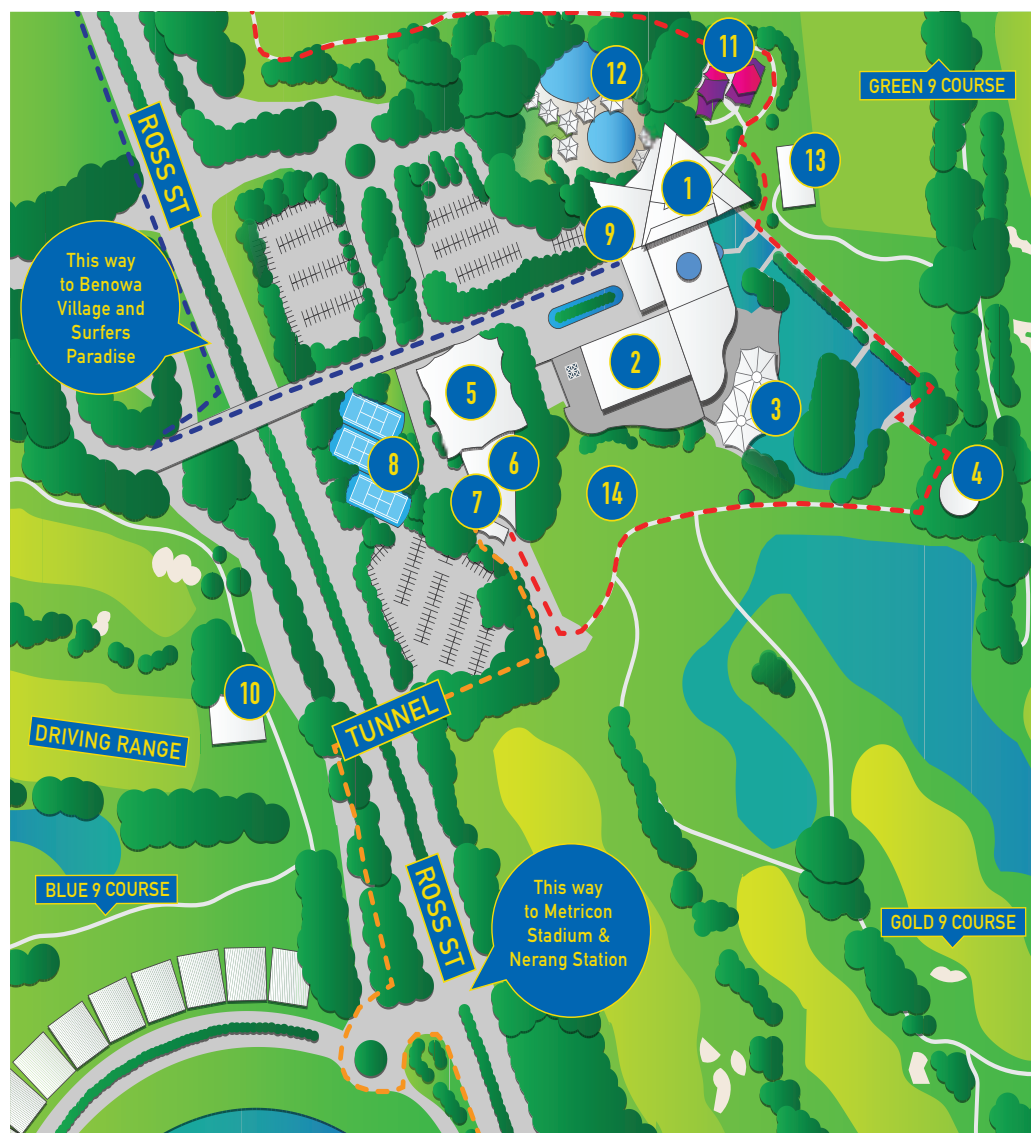 11
12
GREEN 9 COURSE
ROSS ST
13
1
9
This way
to Benowa
Village and
Surfers
Paradise
2
5
3
8
6
4
7
14
10
TUNNEL
DRIVING RANGE
BLUE 9 COURSE
ROSS ST
This way
to Metricon
Stadium &
Nerang Station
GOLD 9 COURSE